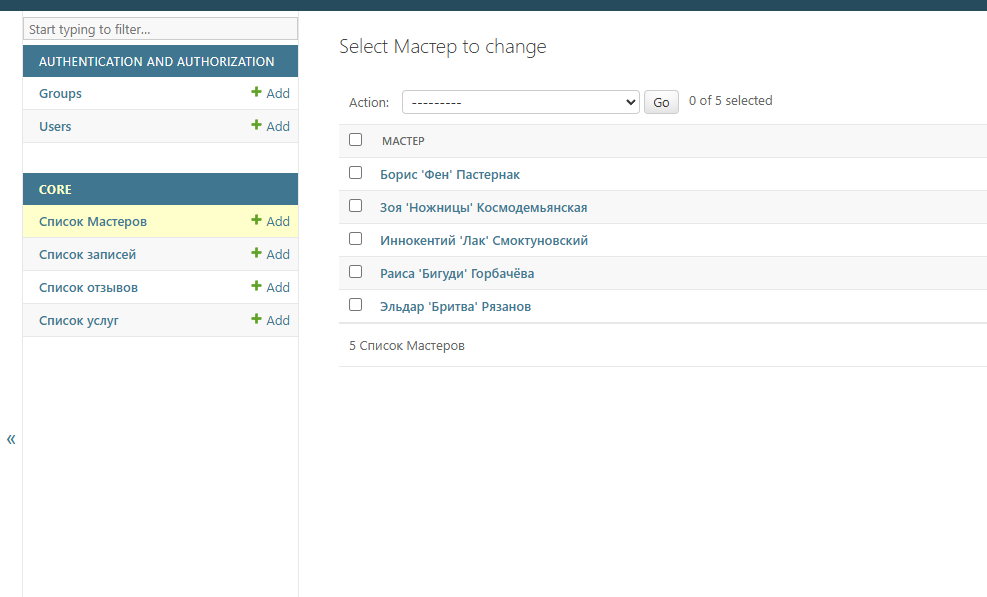 Start typing to filter...
AUTHENTICATION AND AUTHORIZATION
Groups + Add
Users + Add
CORE
Список Мастеров + Add
Список записей + Add
Список отзывов + Add
Список услуг + Add
«
Select Мастер to change
Action: --------- Go 0 of 5 selected
МАСТЕР
Борис 'Фен' Пастернак
Зоя 'Ножницы' Космодемьянская
Иннокентий 'Лак' Смоктуновский
Раиса 'Бигуди' Горбачёва
Эльдар 'Бритва' Рязанов
5 Список Мастеров